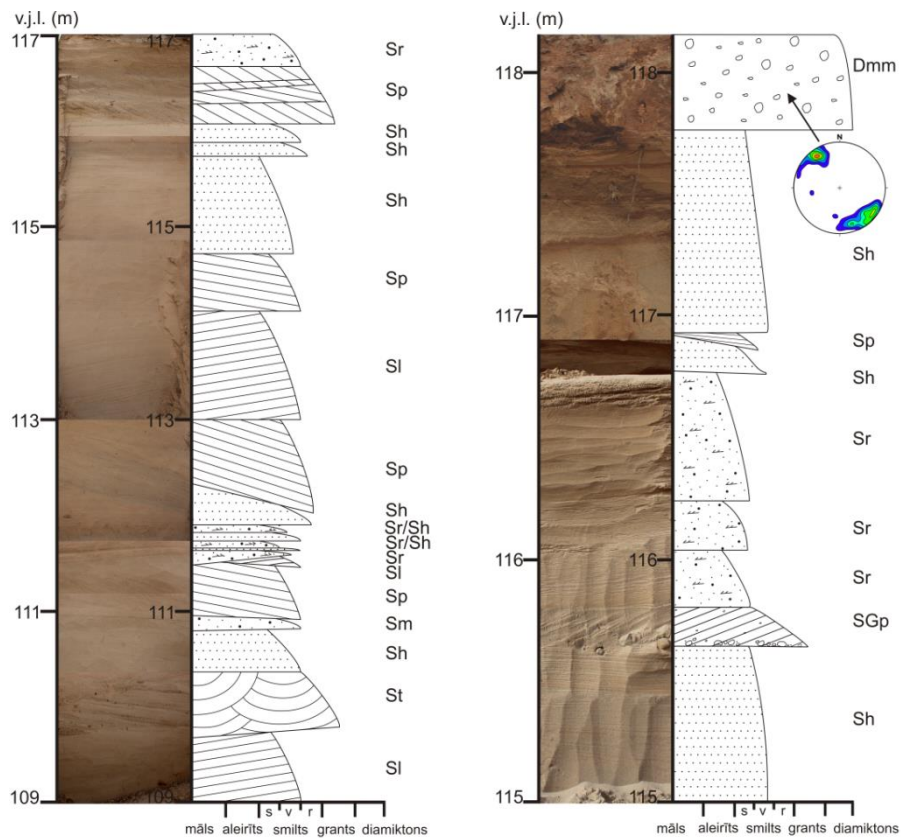 v.j.l. (m)
117
117
Sr
Sp
Sh
Sh
Sh
115
115
Sp
Sl
113
113
Sp
Sh
Sr/Sh
Sr/Sh
Sr
Sl
111
111
Sp
Sm
Sh
St
Sl
109
109
s v r
māls aleirīts smilts grants diamiktons
v.j.l. (m)
118
118
Dmm
N
Sh
117
117
Sp
Sh
Sr
Sr
116
116
Sr
SGp
Sh
115
115
s v r
māls aleirīts smilts grants diamiktons